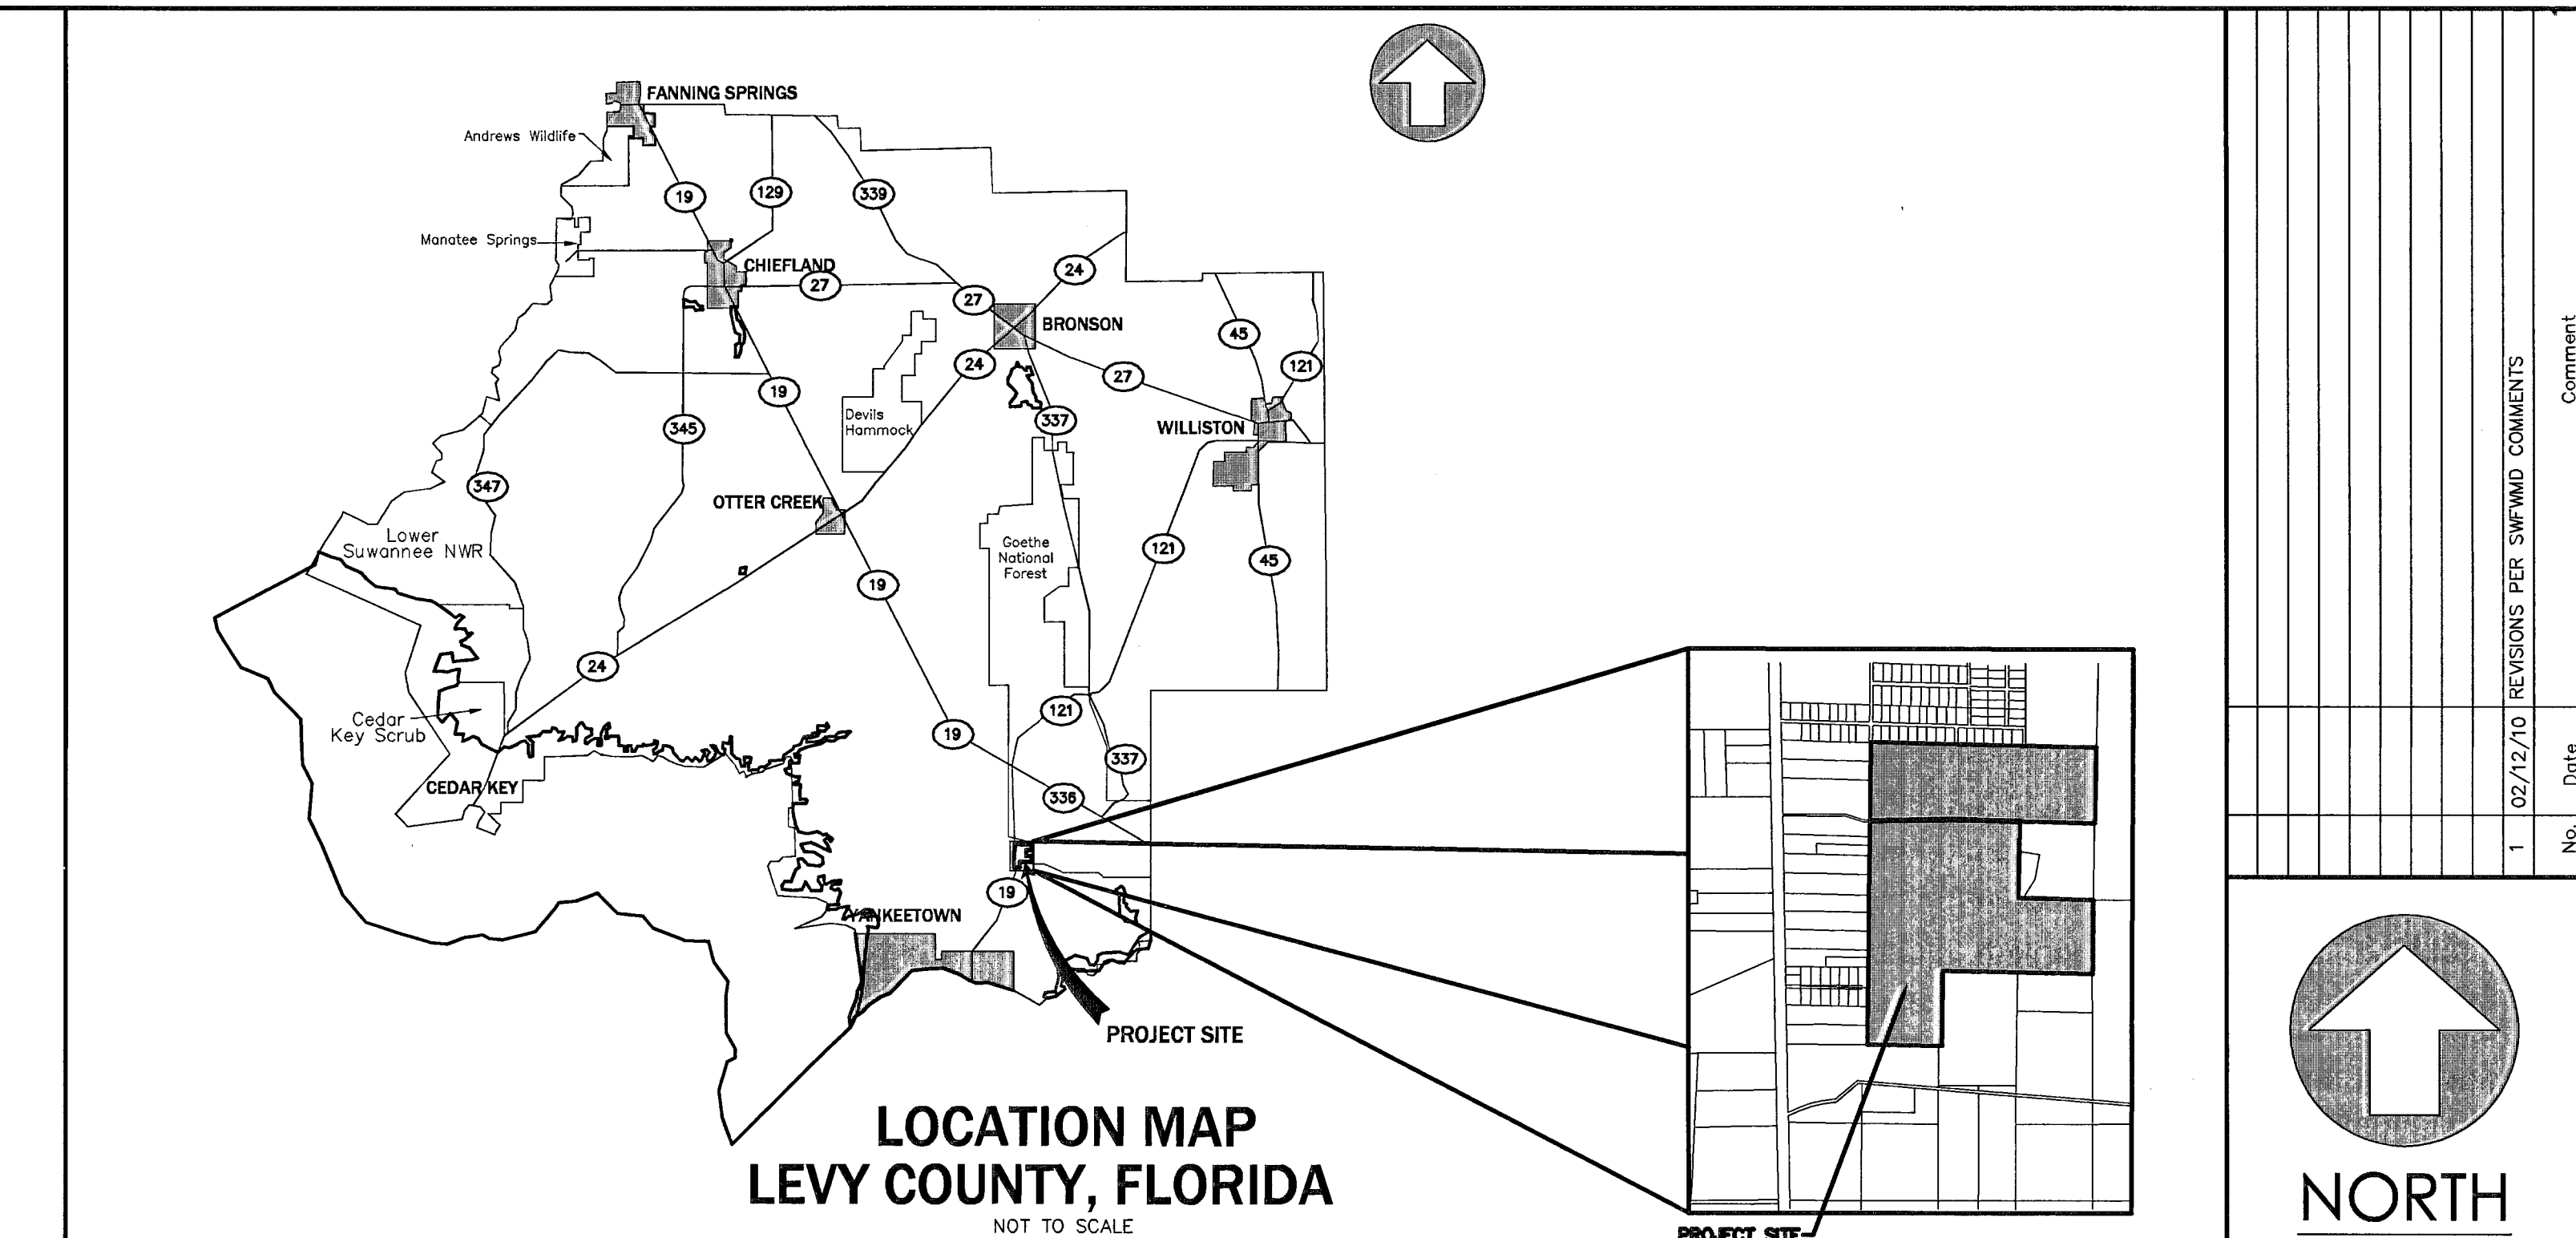 FANNING SPRINGS
Andrews Wildlife
19
129
339
Manatee Springs
CHIEFLAND
27
24
27
BRONSON
45
24
121
27
19
Devils
Hammock
337
345
WILLISTON
347
OTTER CREEK
Lower
Suwannee NWR
Goethe
National
Forest
121
45
19
24
Cedar
Key Scrub
121
19
337
CEDAR KEY
336
19
YANKEETOWN
PROJECT SITE
LOCATION MAP
LEVY COUNTY, FLORIDA
NOT TO SCALE
PROJECT SITE
1 02/12/10 REVISIONS PER SWFWMD COMMENTS
No. Date Comment
NORTH